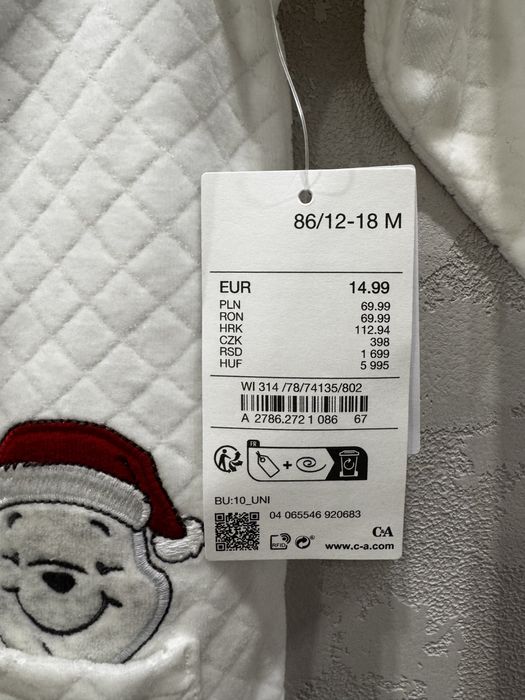 86/12-18 M
EUR 14.99
PLN 69.99
RON 69.99
HRK 112.94
CZK 398
RSD 1 699
HUF 5 995
WI 314 /78/74135/802
A 2786.272 1 086 67
FR
+
BU:10_UNI
04 065546 920683
RFID
C&A
www.c-a.com